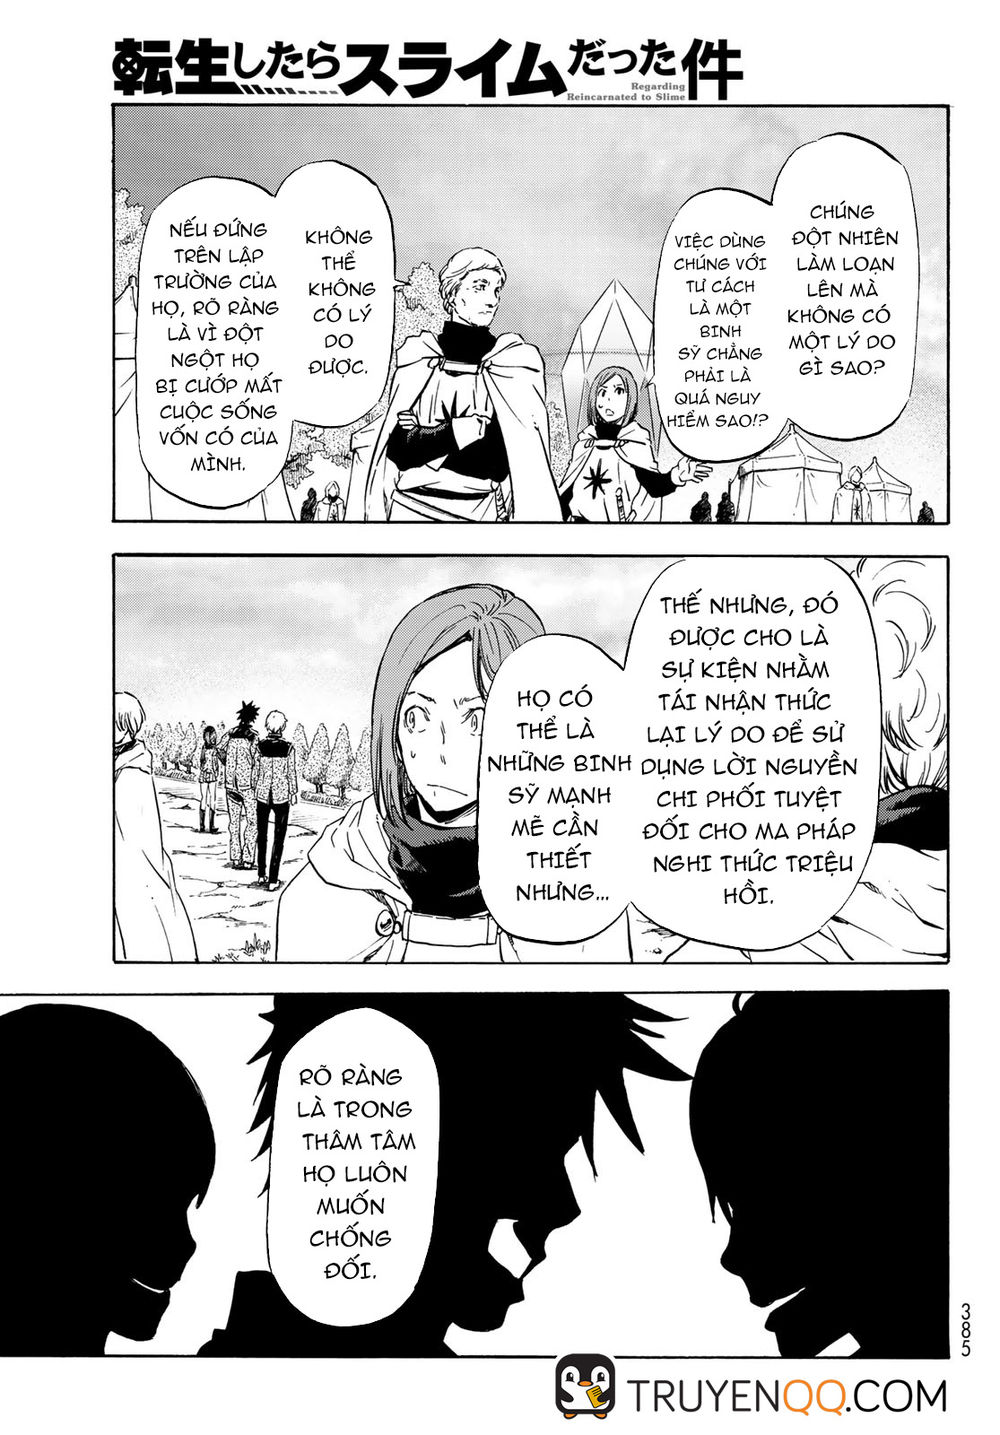 転生したらスライムだった件
Regarding
Reincarnated to Slime
CHÚNG
ĐỘT NHIÊN
LÀM LOẠN
LÊN MÀ
KHÔNG CÓ
MỘT LÝ DO
GÌ SAO?
VIỆC DÙNG
CHÚNG VỚI
TƯ CÁCH
LÀ MỘT
BINH
SỸ CHẲNG
PHẢI LÀ
QUÁ NGUY
HIỂM SAO!?
KHÔNG
THỂ
KHÔNG
CÓ LÝ
DO
ĐƯỢC.
NẾU ĐỨNG
TRÊN LẬP
TRƯỜNG CỦA
HỌ, RÕ RÀNG
LÀ VÌ ĐỘT
NGỘT HỌ
BỊ CƯỚP MẤT
CUỘC SỐNG
VỐN CÓ CỦA
MÌNH.
THẾ NHƯNG, ĐÓ
ĐƯỢC CHO LÀ
SỰ KIỆN NHẰM
TÁI NHẬN THỨC
LẠI LÝ DO ĐỂ SỬ
DỤNG LỜI NGUYỀN
CHI PHỐI TUYỆT
ĐỐI CHO MA PHÁP
NGHI THỨC TRIỆU
HỒI.
HỌ CÓ
THỂ LÀ
NHỮNG BINH
SỸ MẠNH
MẼ CẦN
THIẾT
NHƯNG...
RÕ RÀNG
LÀ TRONG
THÂM TÂM
HỌ LUÔN
MUỐN
CHỐNG
ĐỐI.
385
TRUYENQQ.COM